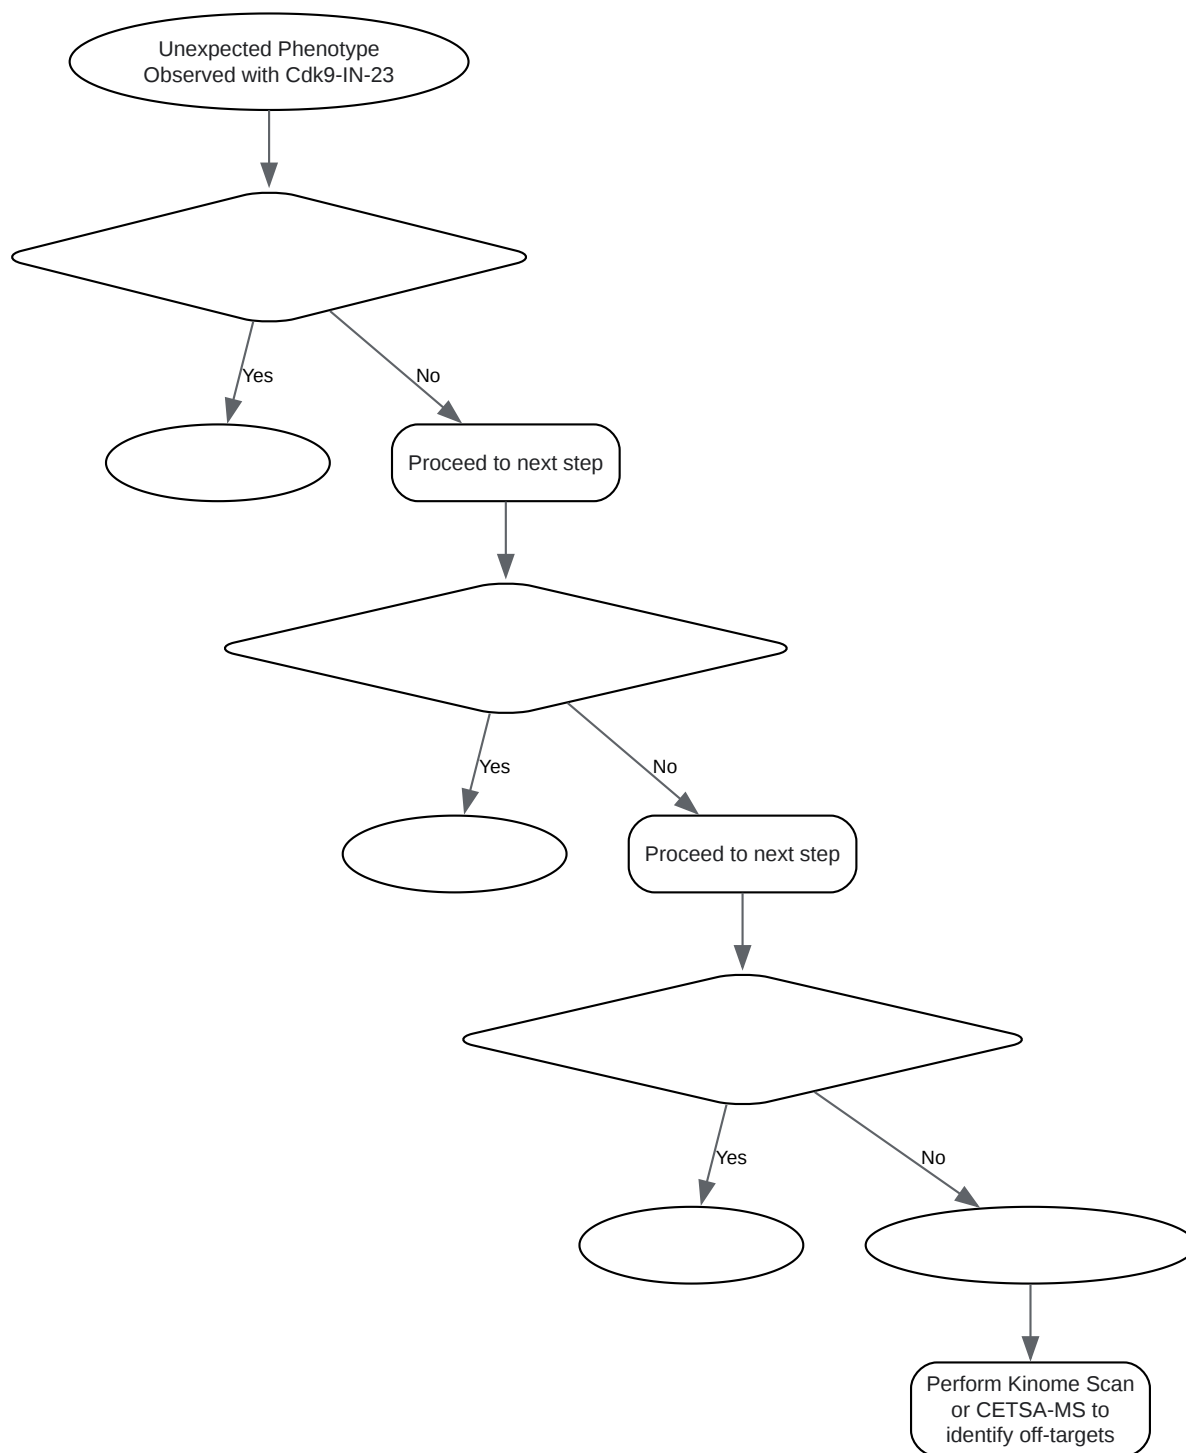 Unexpected Phenotype
Observed with Cdk9-IN-23
Yes
No
Proceed to next step
Yes
No
Proceed to next step
Yes
No
Perform Kinome Scan
or CETSA-MS to
identify off-targets